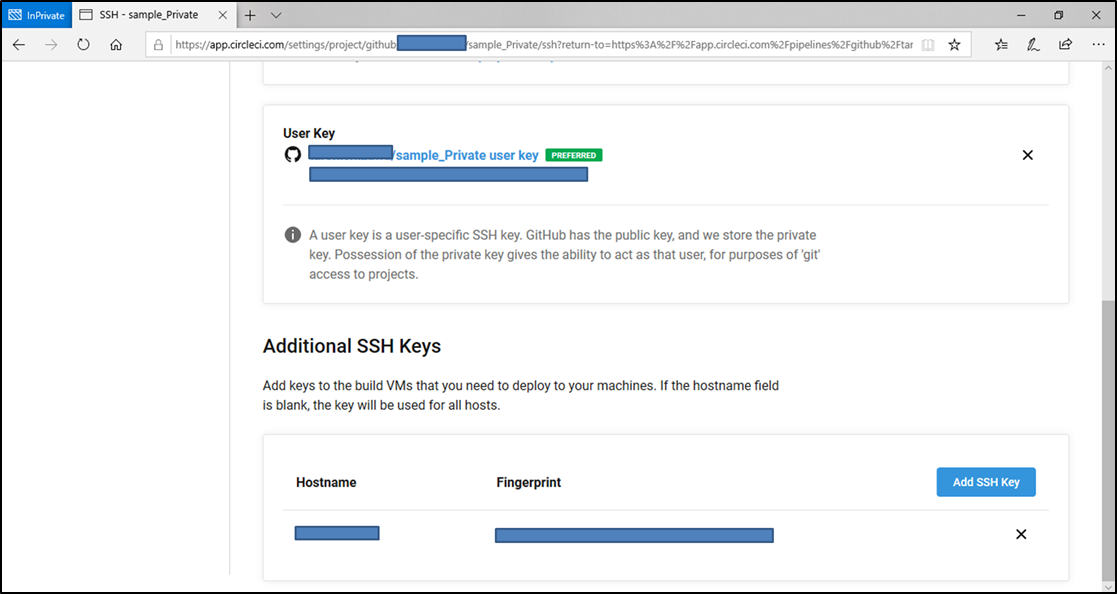 InPrivate
SSH - sample_Private
https://app.circleci.com/settings/project/github /sample_Private/ssh?return-to=https%3A%2F%2Fapp.circleci.com%2Fpipelines%2Fgithub%2Ftar
User Key
/sample_Private user key PREFERRED
A user key is a user-specific SSH key. GitHub has the public key, and we store the private
key. Possession of the private key gives the ability to act as that user, for purposes of 'git'
access to projects.
Additional SSH Keys
Add keys to the build VMs that you need to deploy to your machines. If the hostname field
is blank, the key will be used for all hosts.
Hostname Fingerprint Add SSH Key